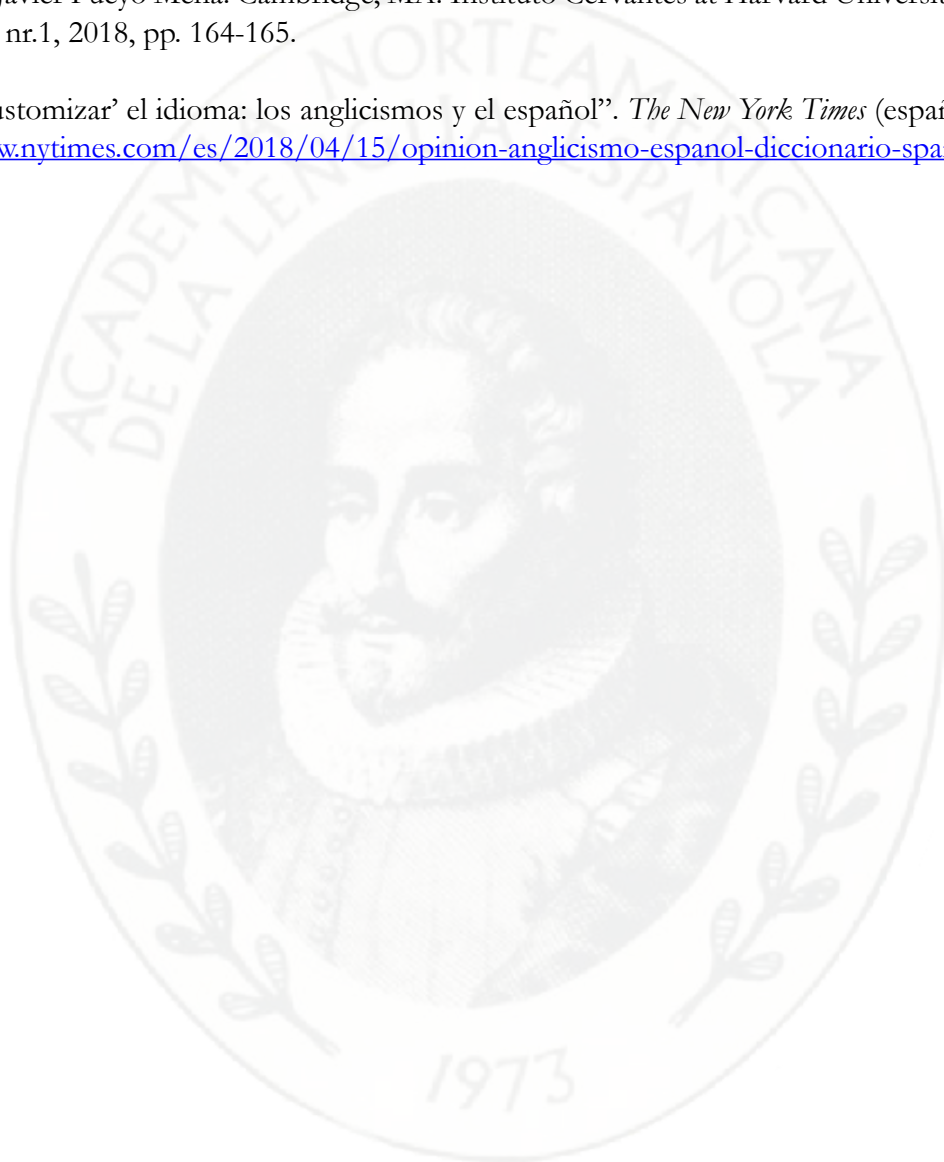 Javier Pueyo Mena. Cambridge, MA: Instituto Cervantes at Harvard Universi
nr.1, 2018, pp. 164-165.
ustomizar’ el idioma: los anglicismos y el español”. The New York Times (españ
w.nytimes.com/es/2018/04/15/opinion-anglicismo-espanol-diccionario-spa
ACADEMIA NORTEAMERICANA
DE LA LENGUA ESPAÑOLA
1973